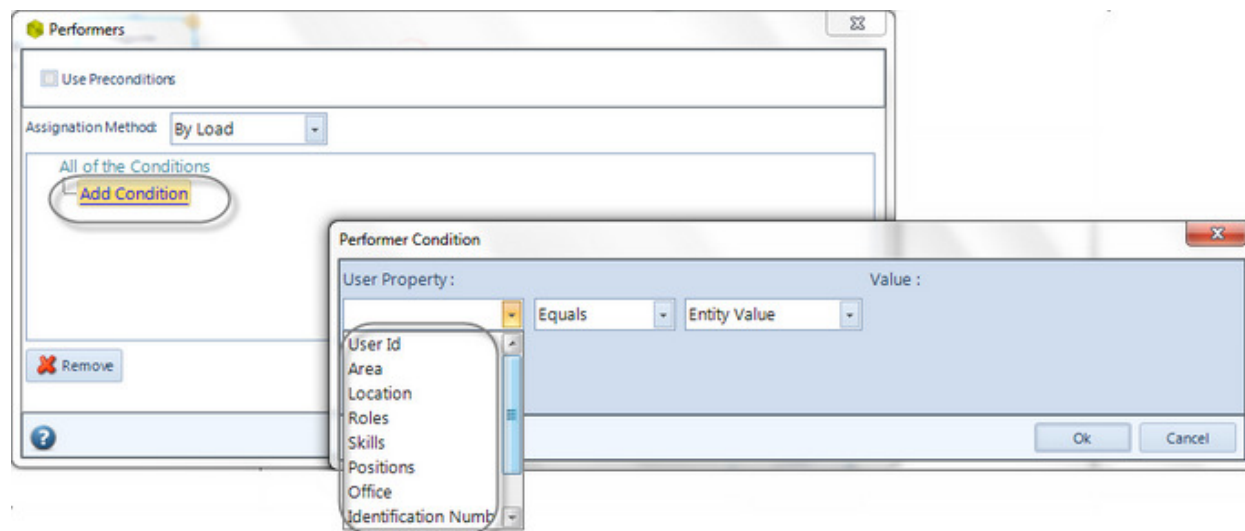 Performers
Use Preconditions
Assignation Method: By Load
All of the Conditions
Add Condition
Remove
Performer Condition
User Property : Value :
Equals Entity Value
User Id
Area
Location
Roles
Skills
Positions
Office
Identification Numb
Ok Cancel